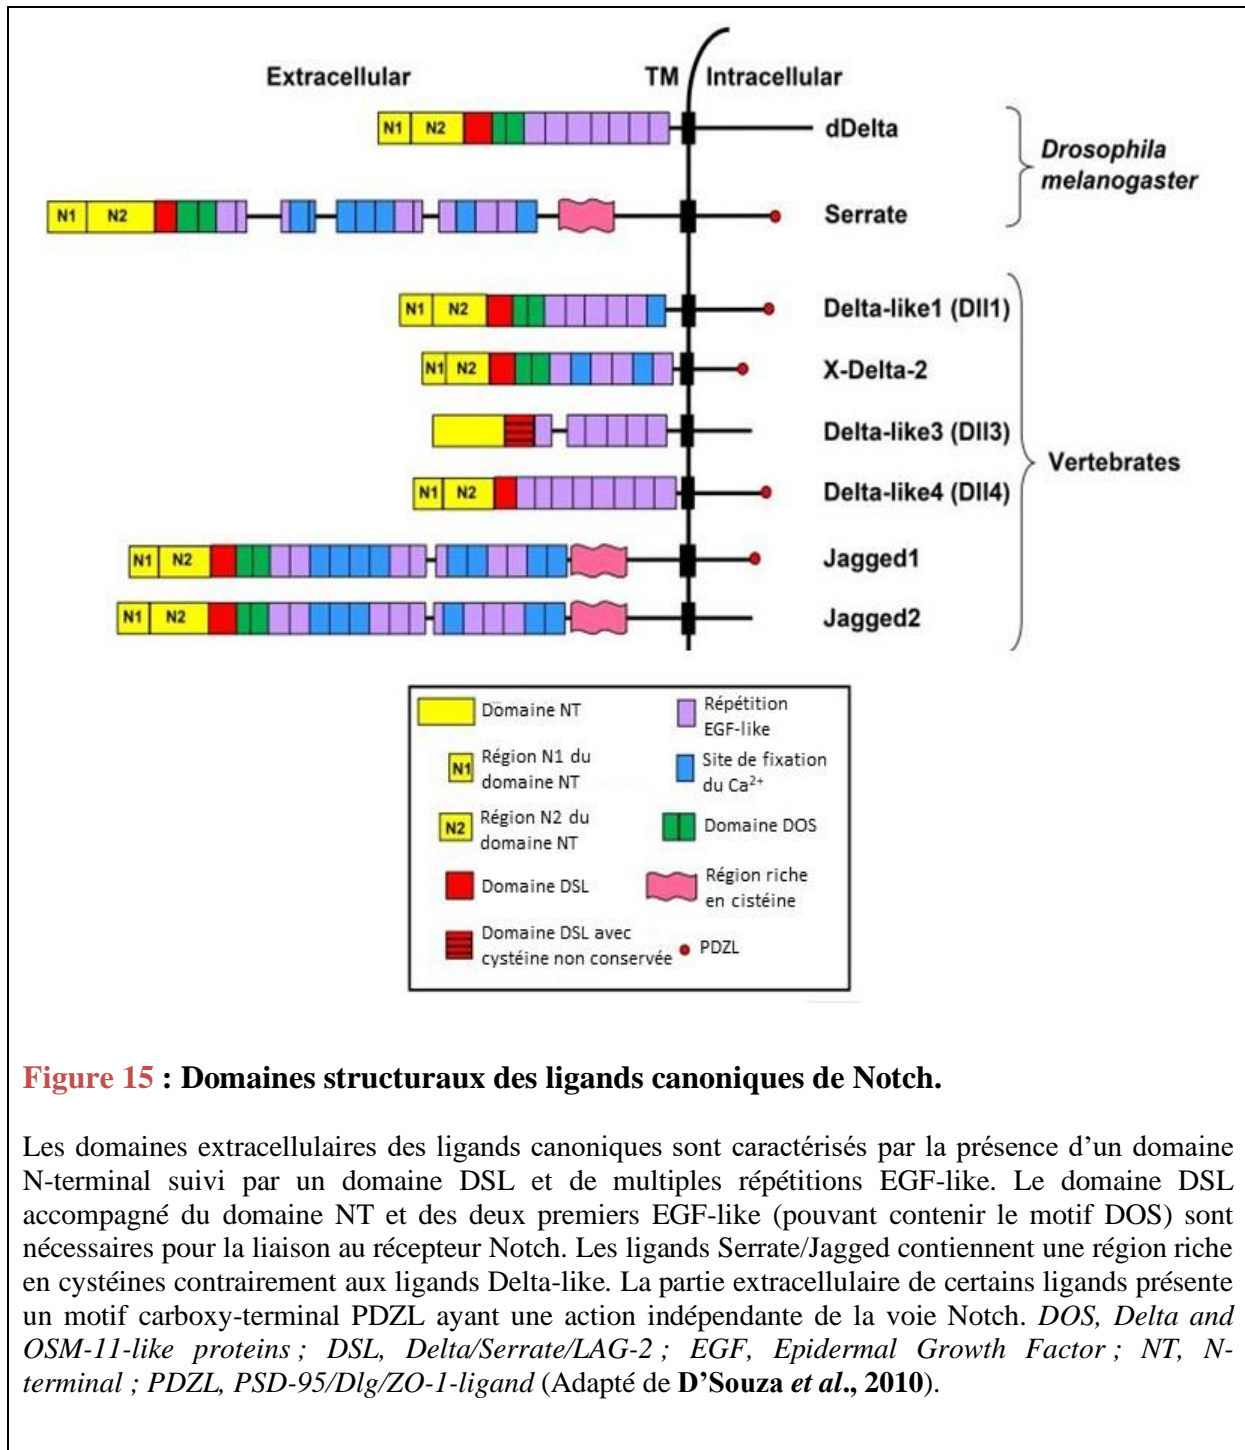 Extracellular TM Intracellular
N1 N2 dDelta
Drosophila
melanogaster
N1 N2 Serrate
N1 N2 Delta-like1 (Dll1)
N1 N2 X-Delta-2
Delta-like3 (Dll3)
Vertebrates
N1 N2 Delta-like4 (Dll4)
N1 N2 Jagged1
N1 N2 Jagged2
Domaine NT
N1 Région N1 du
domaine NT
N2 Région N2 du
domaine NT
Domaine DSL
Domaine DSL avec
cystéine non conservée
Répétition
EGF-like
Site de fixation
du Ca²⁺
Domaine DOS
Région riche
en cistéine
PDZL
Figure 15 : Domaines structuraux des ligands canoniques de Notch.
Les domaines extracellulaires des ligands canoniques sont caractérisés par la présence d’un domaine
N-terminal suivi par un domaine DSL et de multiples répétitions EGF-like. Le domaine DSL
accompagné du domaine NT et des deux premiers EGF-like (pouvant contenir le motif DOS) sont
nécessaires pour la liaison au récepteur Notch. Les ligands Serrate/Jagged contiennent une région riche
en cystéines contrairement aux ligands Delta-like. La partie extracellulaire de certains ligands présente
un motif carboxy-terminal PDZL ayant une action indépendante de la voie Notch. DOS, Delta and
OSM-11-like proteins ; DSL, Delta/Serrate/LAG-2 ; EGF, Epidermal Growth Factor ; NT, N-
terminal ; PDZL, PSD-95/Dlg/ZO-1-ligand (Adapté de D’Souza et al., 2010).